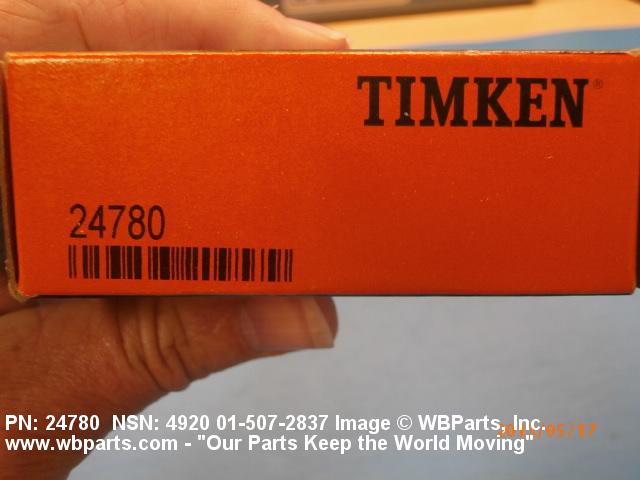 TIMKEN®
24780
PN: 24780 NSN: 4920 01-507-2837 Image © WBParts, Inc.
www.wbparts.com - "Our Parts Keep the World Moving"